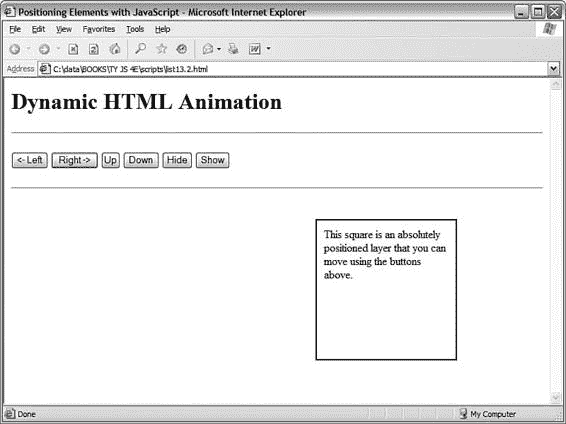 Positioning Elements with JavaScript - Microsoft Internet Explorer
File Edit View Favorites Tools Help
Address C:\data\BOOKS\TY JS 4E\scripts\list13.2.html
Dynamic HTML Animation
<- Left Right -> Up Down Hide Show
This square is an absolutely
positioned layer that you can
move using the buttons
above.
Done My Computer